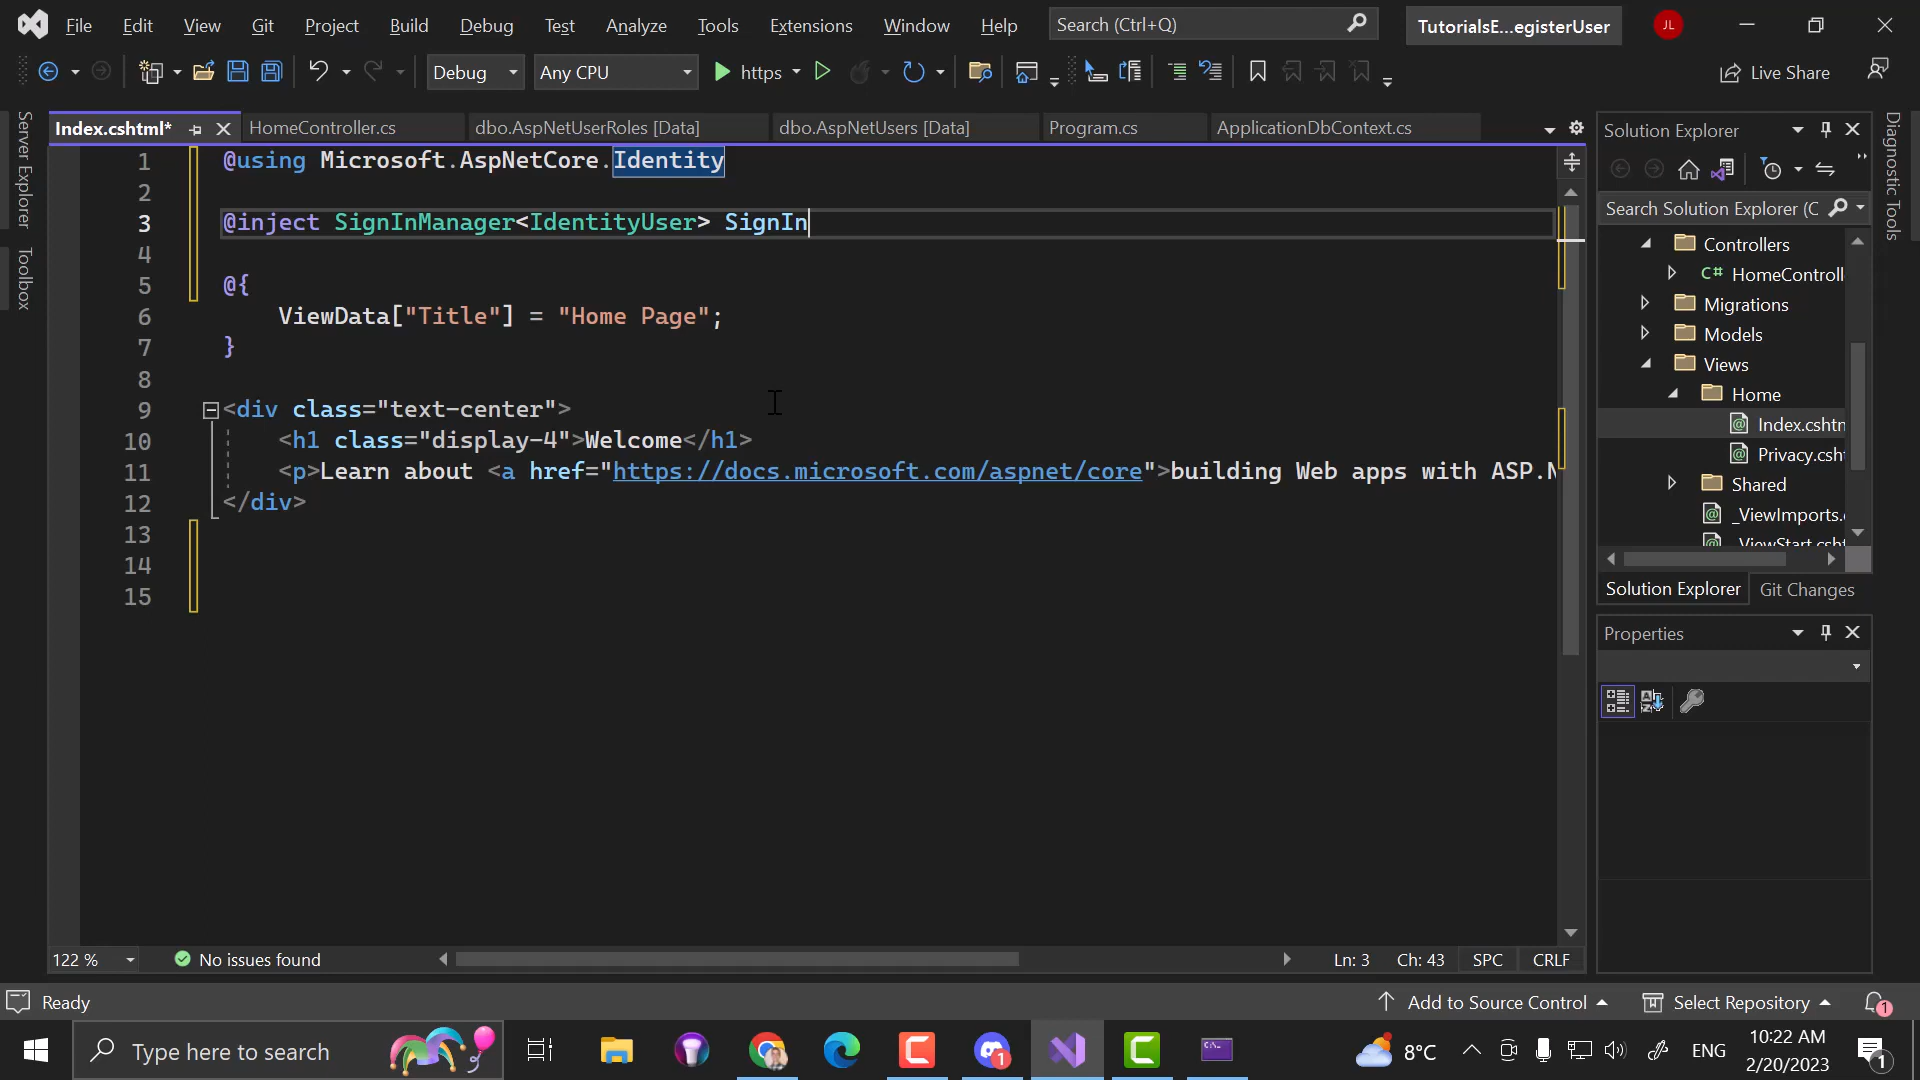 File Edit View Git Project Build Debug Test Analyze Tools Extensions Window Help Search (Ctrl+Q) TutorialsE...egisterUser JL
Debug Any CPU https Live Share
Server Explorer
Toolbox
Index.cshtml* HomeController.cs dbo.AspNetUserRoles [Data] dbo.AspNetUsers [Data] Program.cs ApplicationDbContext.cs
1 @using Microsoft.AspNetCore.Identity
2
3 @inject SignInManager<IdentityUser> SignIn
4
5 @{
6 ViewData["Title"] = "Home Page";
7 }
8
9 <div class="text-center">
10 <h1 class="display-4">Welcome</h1>
11 <p>Learn about <a href="https://docs.microsoft.com/aspnet/core">building Web apps with ASP.N
12 </div>
13
14
15
122 % No issues found Ln: 3 Ch: 43 SPC CRLF
Solution Explorer
Search Solution Explorer (C
Controllers
C# HomeControll
Migrations
Models
Views
Home
Index.cshtn
Privacy.csh
Shared
_ViewImports.
_ViewStart.csht
Solution Explorer Git Changes
Properties
Diagnostic Tools
Ready Add to Source Control Select Repository 1
Type here to search 1 8°C ENG 10:22 AM 2/20/2023 1